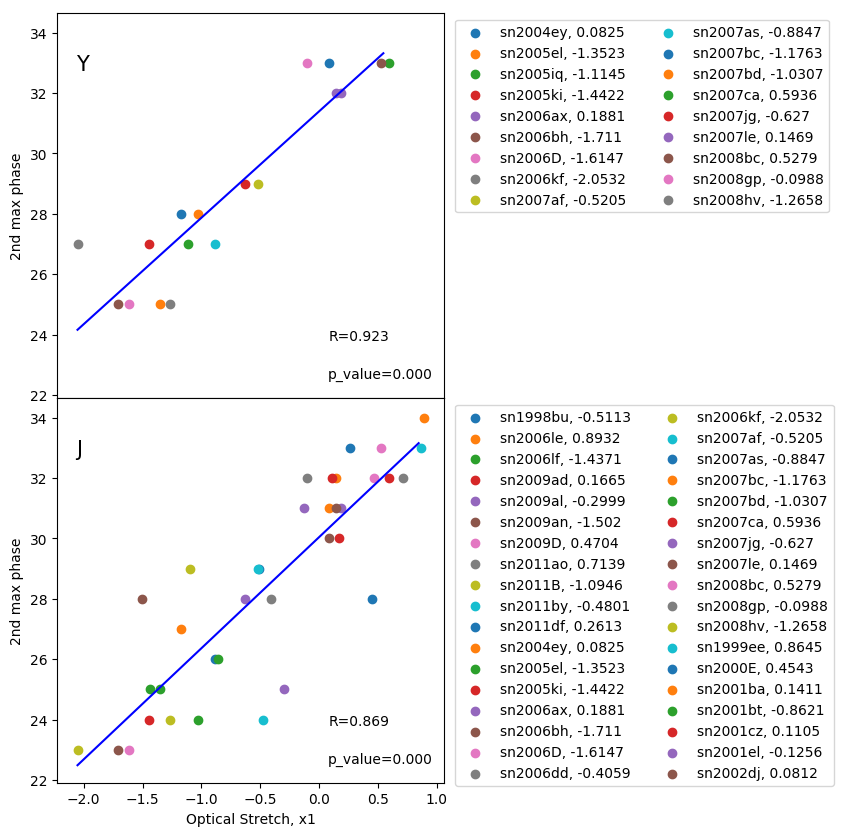 34
32
30
28
26
24
22
2nd max phase
Y
R=0.923
p_value=0.000
sn2004ey, 0.0825
sn2005el, -1.3523
sn2005iq, -1.1145
sn2005ki, -1.4422
sn2006ax, 0.1881
sn2006bh, -1.711
sn2006D, -1.6147
sn2006kf, -2.0532
sn2007af, -0.5205
sn2007as, -0.8847
sn2007bc, -1.1763
sn2007bd, -1.0307
sn2007ca, 0.5936
sn2007jg, -0.627
sn2007le, 0.1469
sn2008bc, 0.5279
sn2008gp, -0.0988
sn2008hv, -1.2658
34
32
30
28
26
24
22
2nd max phase
J
R=0.869
p_value=0.000
−2.0 −1.5 −1.0 −0.5 0.0 0.5 1.0
Optical Stretch, x1
sn1998bu, -0.5113
sn2006le, 0.8932
sn2006lf, -1.4371
sn2009ad, 0.1665
sn2009al, -0.2999
sn2009an, -1.502
sn2009D, 0.4704
sn2011ao, 0.7139
sn2011B, -1.0946
sn2011by, -0.4801
sn2011df, 0.2613
sn2004ey, 0.0825
sn2005el, -1.3523
sn2005ki, -1.4422
sn2006ax, 0.1881
sn2006bh, -1.711
sn2006D, -1.6147
sn2006dd, -0.4059
sn2006kf, -2.0532
sn2007af, -0.5205
sn2007as, -0.8847
sn2007bc, -1.1763
sn2007bd, -1.0307
sn2007ca, 0.5936
sn2007jg, -0.627
sn2007le, 0.1469
sn2008bc, 0.5279
sn2008gp, -0.0988
sn2008hv, -1.2658
sn1999ee, 0.8645
sn2000E, 0.4543
sn2001ba, 0.1411
sn2001bt, -0.8621
sn2001cz, 0.1105
sn2001el, -0.1256
sn2002dj, 0.0812